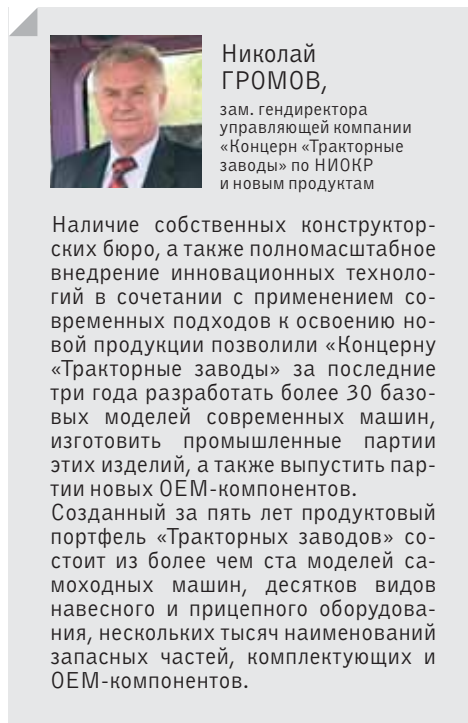 Николай
ГРОМОВ,
зам. гендиректора
управляющей компании
«Концерн «Тракторные
заводы» по НИОКР
и новым продуктам
Наличие собственных конструктор-
ских бюро, а также полномасштабное
внедрение инновационных техноло-
гий в сочетании с применением со-
временных подходов к освоению но-
вой продукции позволили «Концерну
«Тракторные заводы» за последние
три года разработать более 30 базо-
вых моделей современных машин,
изготовить промышленные партии
этих изделий, а также выпустить пар-
тии новых ОЕМ-компонентов.
Созданный за пять лет продуктовый
портфель «Тракторных заводов» со-
стоит из более чем ста моделей са-
моходных машин, десятков видов
навесного и прицепного оборудова-
ния, нескольких тысяч наименований
запасных частей, комплектующих и
ОЕМ-компонентов.